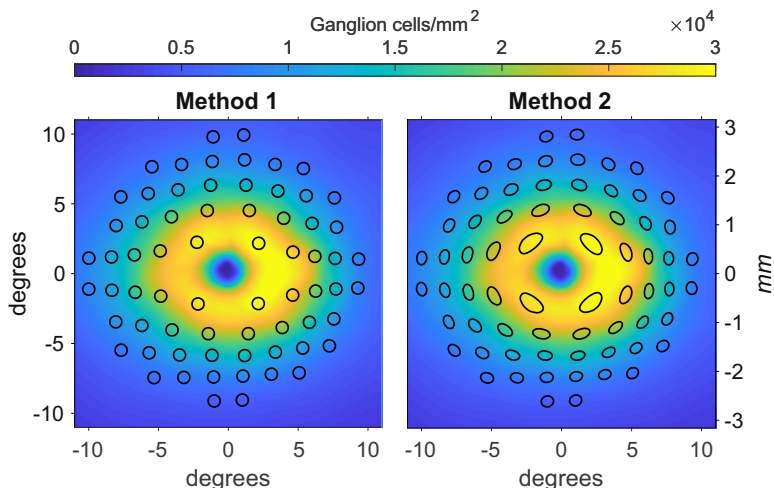 Ganglion cells/mm² ×10⁴
0 0.5 1 1.5 2 2.5 3
Method 1 Method 2
10
5
0
-5
-10
degrees
3
2
1
0
-1
-2
-3
mm
-10 -5 0 5 10
-10 -5 0 5 10
degrees degrees